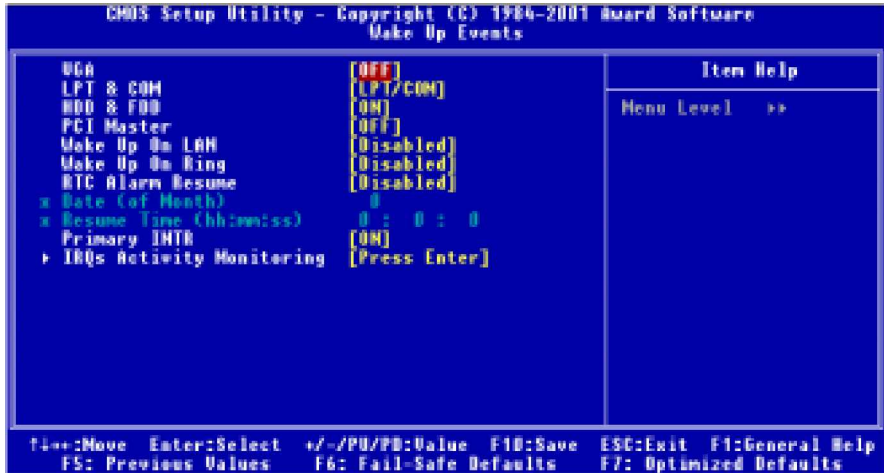 CMOS Setup Utility - Copyright (C) 1984-2001 Award Software
Wake Up Events
VGA [OFF]
LPT & COM [LPT/COM]
HDD & FDD [ON]
PCI Master [OFF]
Wake Up On LAN [Disabled]
Wake Up On Ring [Disabled]
RTC Alarm Resume [Disabled]
x Date (of Month) 0
x Resume Time (hh:mm:ss) 0 : 0 : 0
Primary INTR [ON]
▸ IRQs Activity Monitoring [Press Enter]
Item Help
Menu Level ▸▸
↑↓→←:Move Enter:Select +/-/PU/PD:Value F10:Save ESC:Exit F1:General Help
F5: Previous Values F6: Fail-Safe Defaults F7: Optimized Defaults